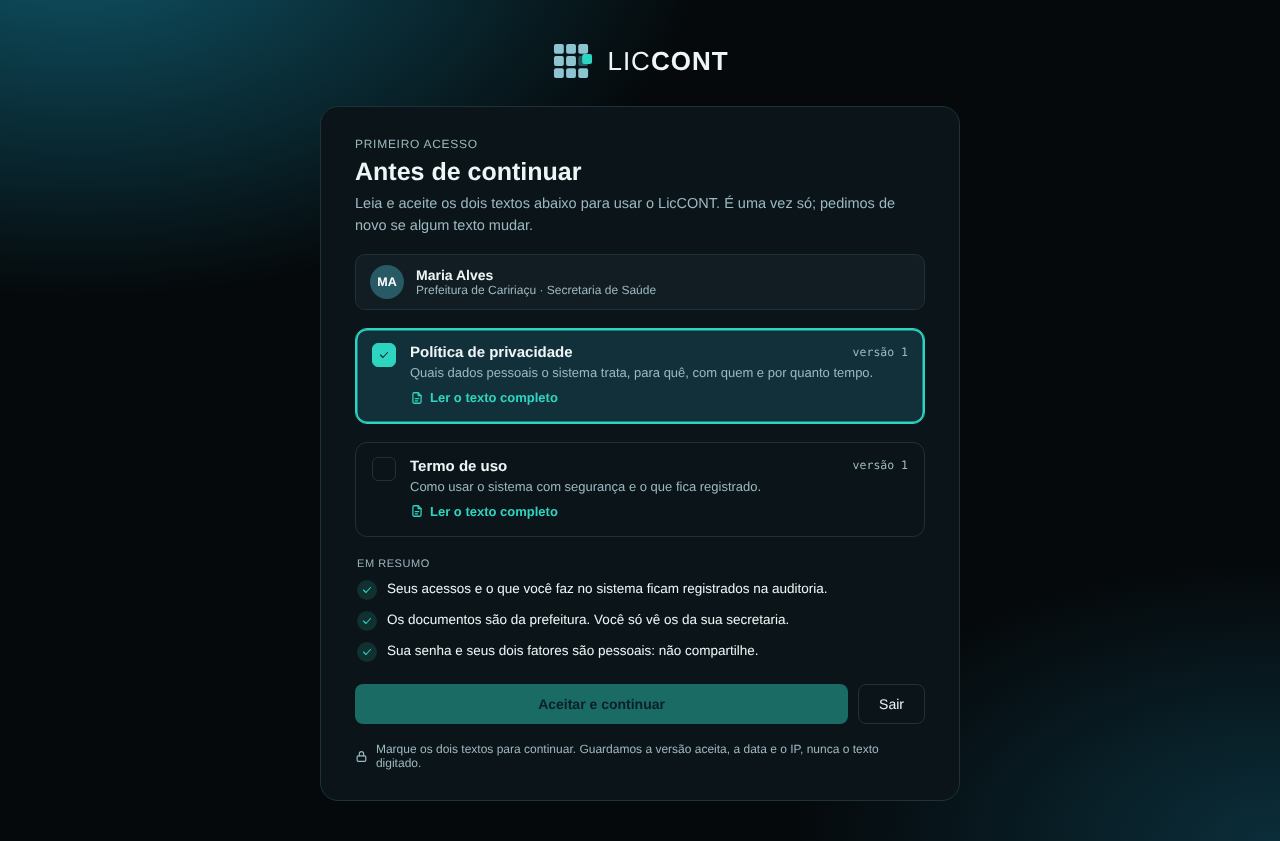 LICCONT
PRIMEIRO ACESSO
Antes de continuar
Leia e aceite os dois textos abaixo para usar o LicCONT. É uma vez só; pedimos de
novo se algum texto mudar.
MA
Maria Alves
Prefeitura de Caririaçu · Secretaria de Saúde
Política de privacidade
versão 1
Quais dados pessoais o sistema trata, para quê, com quem e por quanto tempo.
Ler o texto completo
Termo de uso
versão 1
Como usar o sistema com segurança e o que fica registrado.
Ler o texto completo
EM RESUMO
Seus acessos e o que você faz no sistema ficam registrados na auditoria.
Os documentos são da prefeitura. Você só vê os da sua secretaria.
Sua senha e seus dois fatores são pessoais: não compartilhe.
Aceitar e continuar
Sair
Marque os dois textos para continuar. Guardamos a versão aceita, a data e o IP, nunca o texto
digitado.